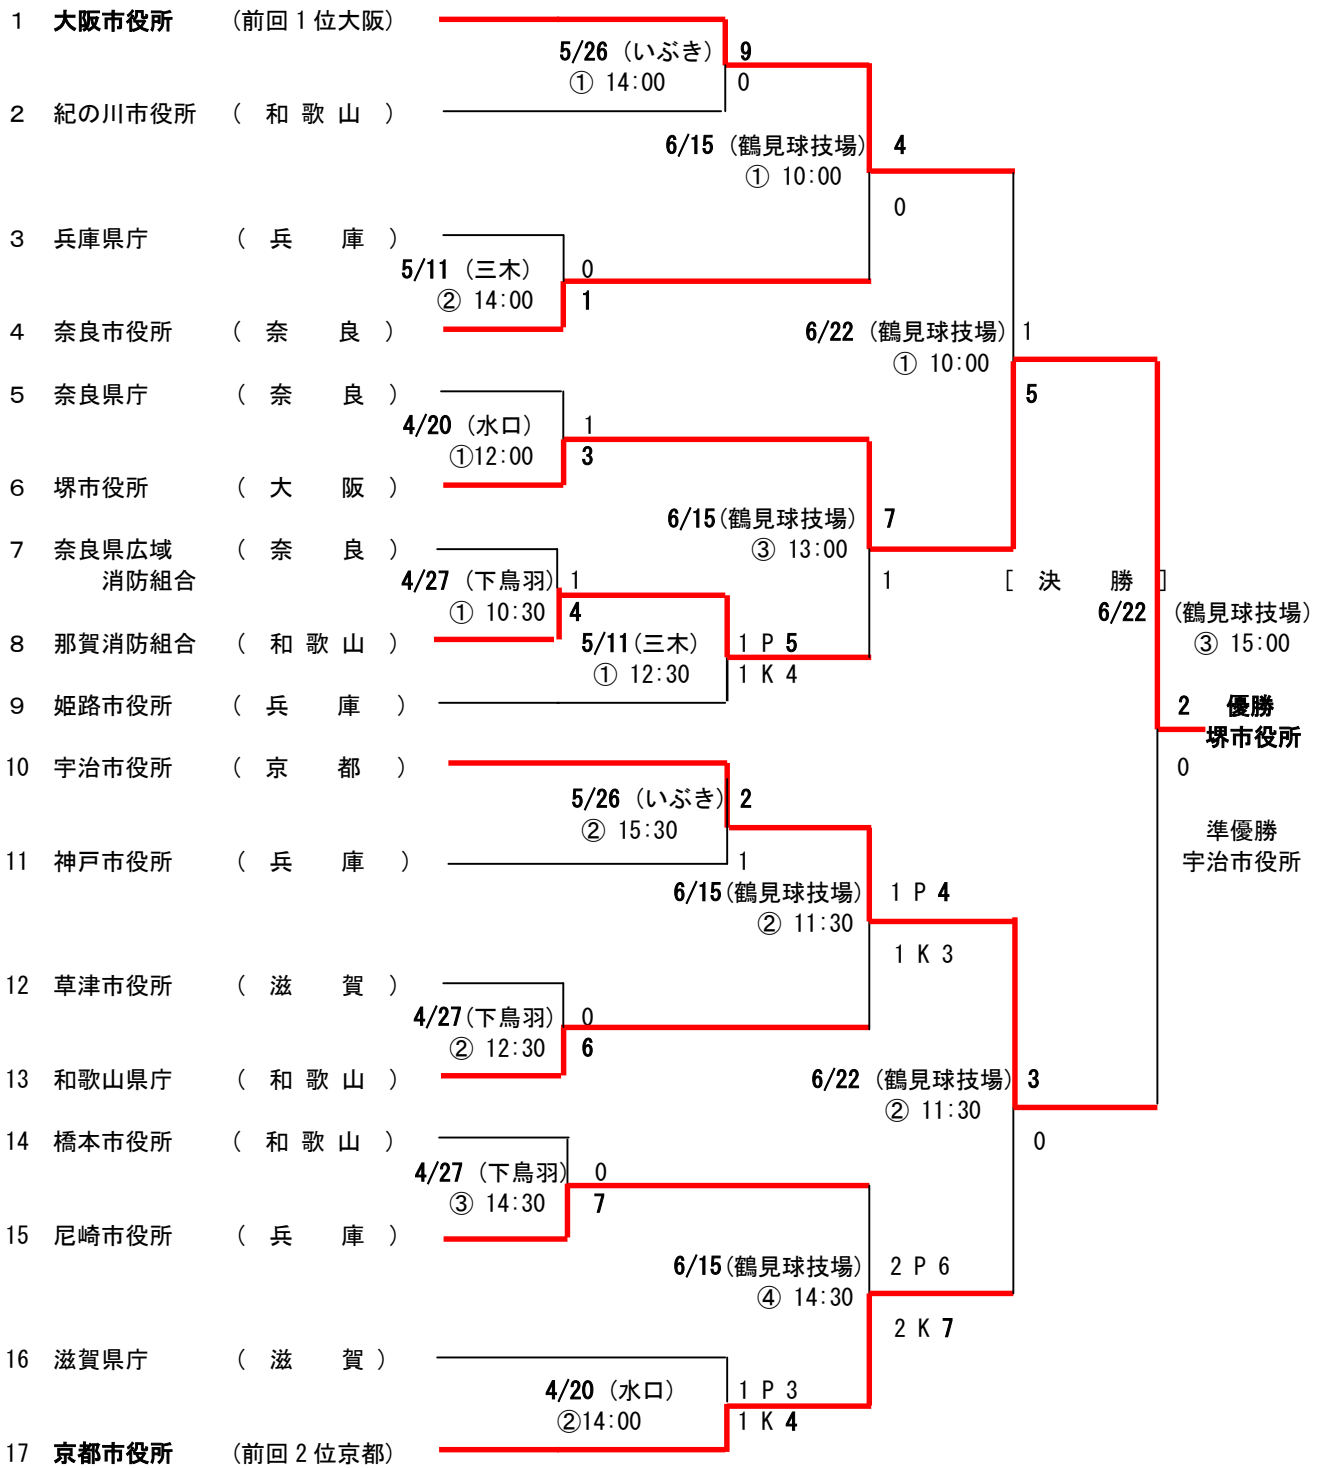 1 大阪市役所 (前回1位大阪)
5/26 (いぶき) 9
① 14:00 0
2 紀の川市役所 ( 和 歌 山 )
6/15 (鶴見球技場) 4
① 10:00
0
3 兵庫県庁 ( 兵 庫 )
5/11 (三木) 0
② 14:00 1
4 奈良市役所 ( 奈 良 )
6/22 (鶴見球技場) 1
① 10:00
5 奈良県庁 ( 奈 良 )
5
4/20 (水口) 1
①12:00 3
6 堺市役所 ( 大 阪 )
6/15(鶴見球技場) 7
7 奈良県広域 ( 奈 良 )
③ 13:00
消防組合
4/27 (下鳥羽) 1
1
[ 決 勝 ]
① 10:30 4
6/22 (鶴見球技場)
8 那賀消防組合 ( 和 歌 山 )
5/11(三木) 1 P 5
③ 15:00
① 12:30 1 K 4
9 姫路市役所 ( 兵 庫 )
2 優勝
堺市役所
10 宇治市役所 ( 京 都 )
0
5/26 (いぶき) 2
② 15:30
準優勝
11 神戸市役所 ( 兵 庫 )
1
宇治市役所
6/15(鶴見球技場) 1 P 4
② 11:30
1 K 3
12 草津市役所 ( 滋 賀 )
4/27(下鳥羽) 0
② 12:30 6
13 和歌山県庁 ( 和 歌 山 )
6/22 (鶴見球技場) 3
② 11:30
14 橋本市役所 ( 和 歌 山 )
0
4/27 (下鳥羽) 0
③ 14:30 7
15 尼崎市役所 ( 兵 庫 )
6/15(鶴見球技場) 2 P 6
④ 14:30
2 K 7
16 滋賀県庁 ( 滋 賀 )
4/20 (水口) 1 P 3
②14:00 1 K 4
17 京都市役所 (前回2位京都)